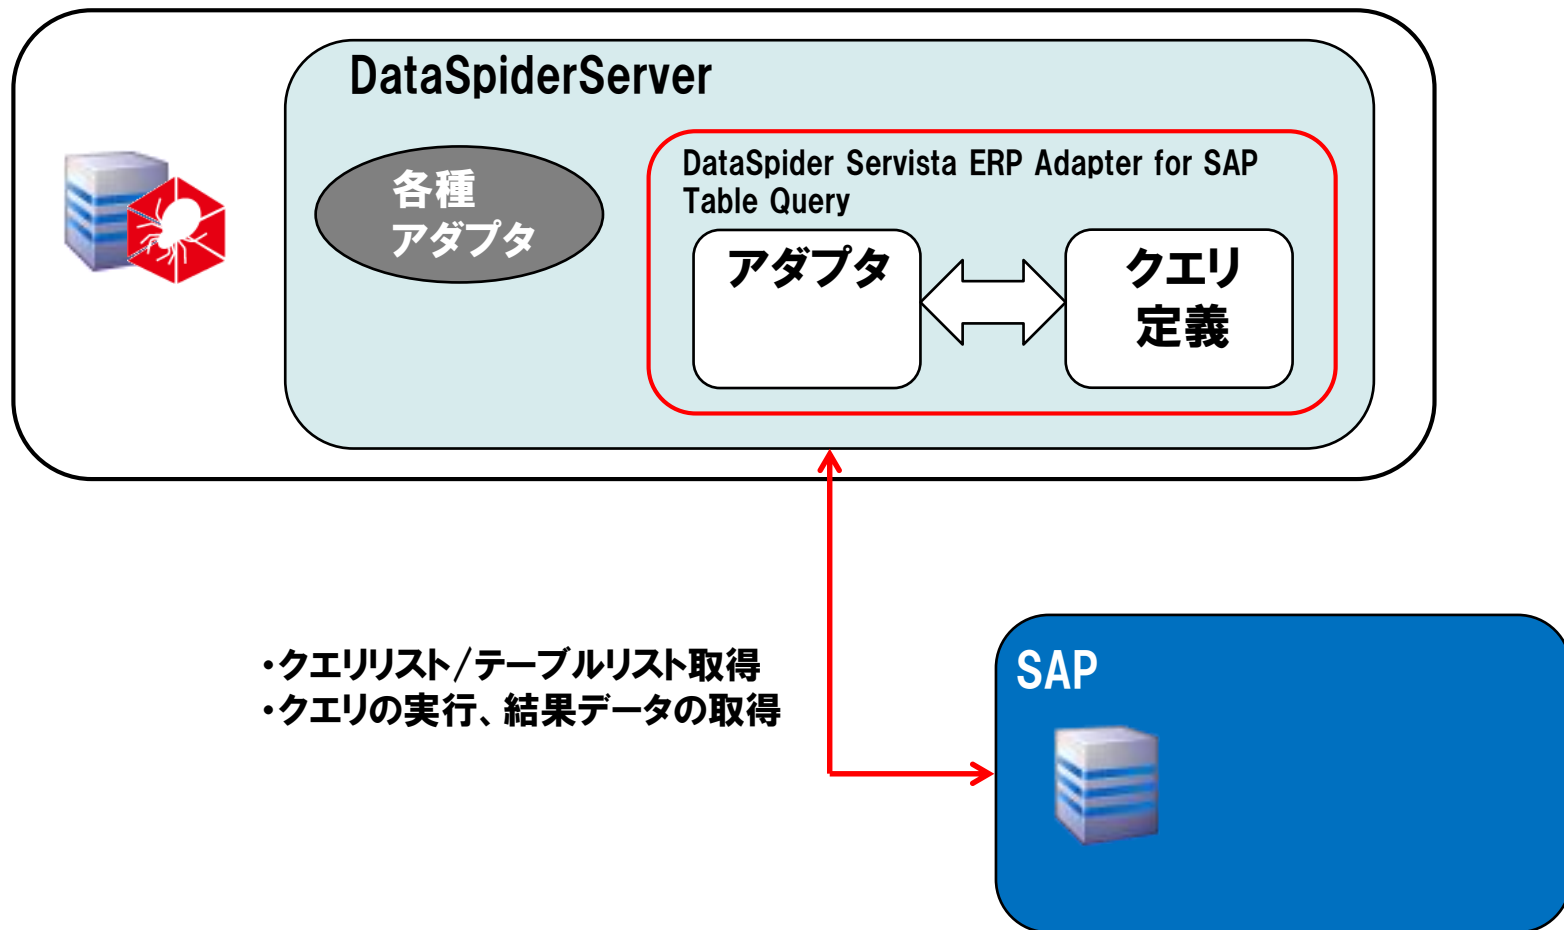 DataSpiderServer
各種
アダプタ
DataSpider Servista ERP Adapter for SAP
Table Query
アダプタ
クエリ
定義
・クエリリスト/テーブルリスト取得
・クエリの実行、結果データの取得
SAP